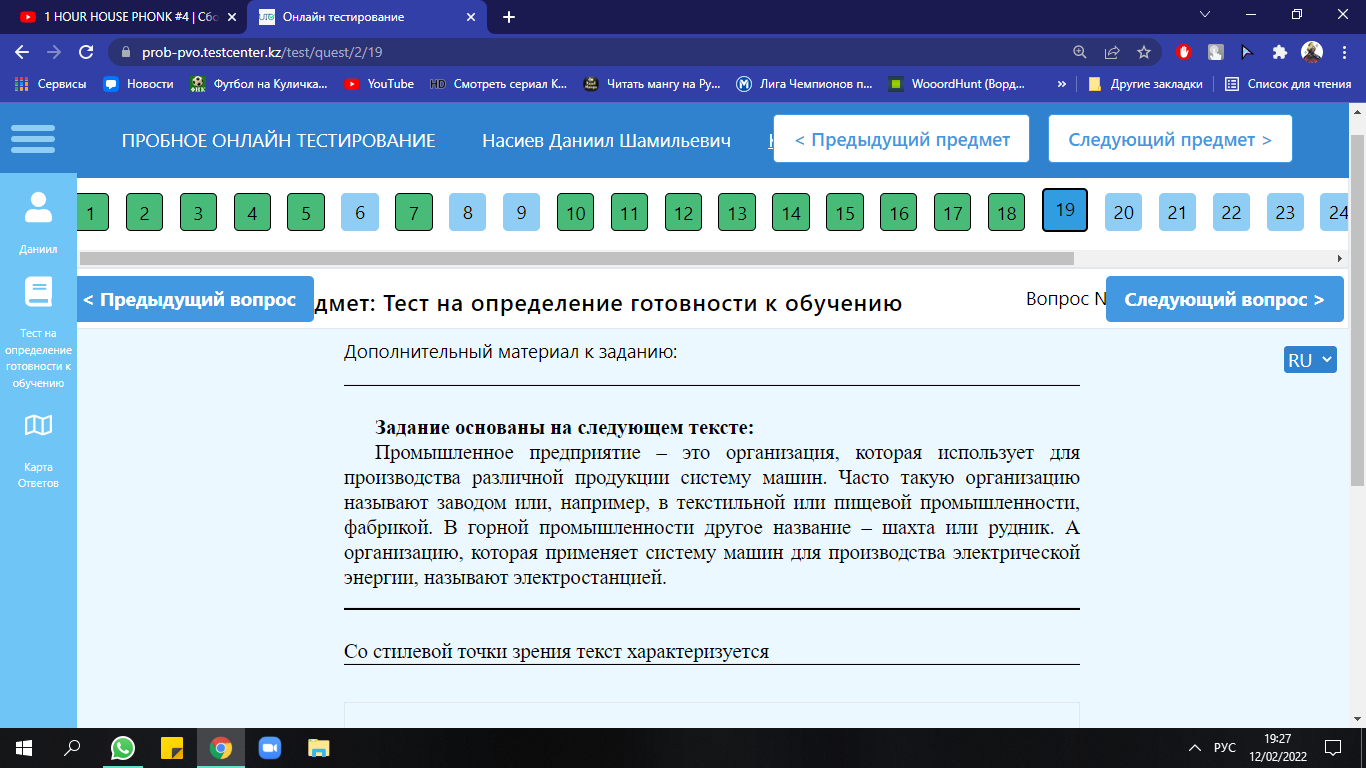 1 HOUR HOUSE PHONK #4 | Сбо
Онлайн тестирование
prob-pvo.testcenter.kz/test/quest/2/19
Сервисы
Новости
Футбол на Куличка...
YouTube
HD Смотреть сериал К...
Читать мангу на Ру...
Лига Чемпионов п...
WooordHunt (Ворд...
»
Другие закладки
Список для чтения
ПРОБНОЕ ОНЛАЙН ТЕСТИРОВАНИЕ
Насиев Даниил Шамильевич
< Предыдущий предмет
Следующий предмет >
1 2 3 4 5 6 7 8 9 10 11 12 13 14 15 16 17 18 19 20 21 22 23 24
Даниил
Тест на
определение
готовности к
обучению
Карта
Ответов
< Предыдущий вопрос
дмет: Тест на определение готовности к обучению
Вопрос N
Следующий вопрос >
Дополнительный материал к заданию:
RU
Задание основаны на следующем тексте:
Промышленное предприятие – это организация, которая использует для
производства различной продукции систему машин. Часто такую организацию
называют заводом или, например, в текстильной или пищевой промышленности,
фабрикой. В горной промышленности другое название – шахта или рудник. А
организацию, которая применяет систему машин для производства электрической
энергии, называют электростанцией.
Со стилевой точки зрения текст характеризуется
РУС
19:27
12/02/2022